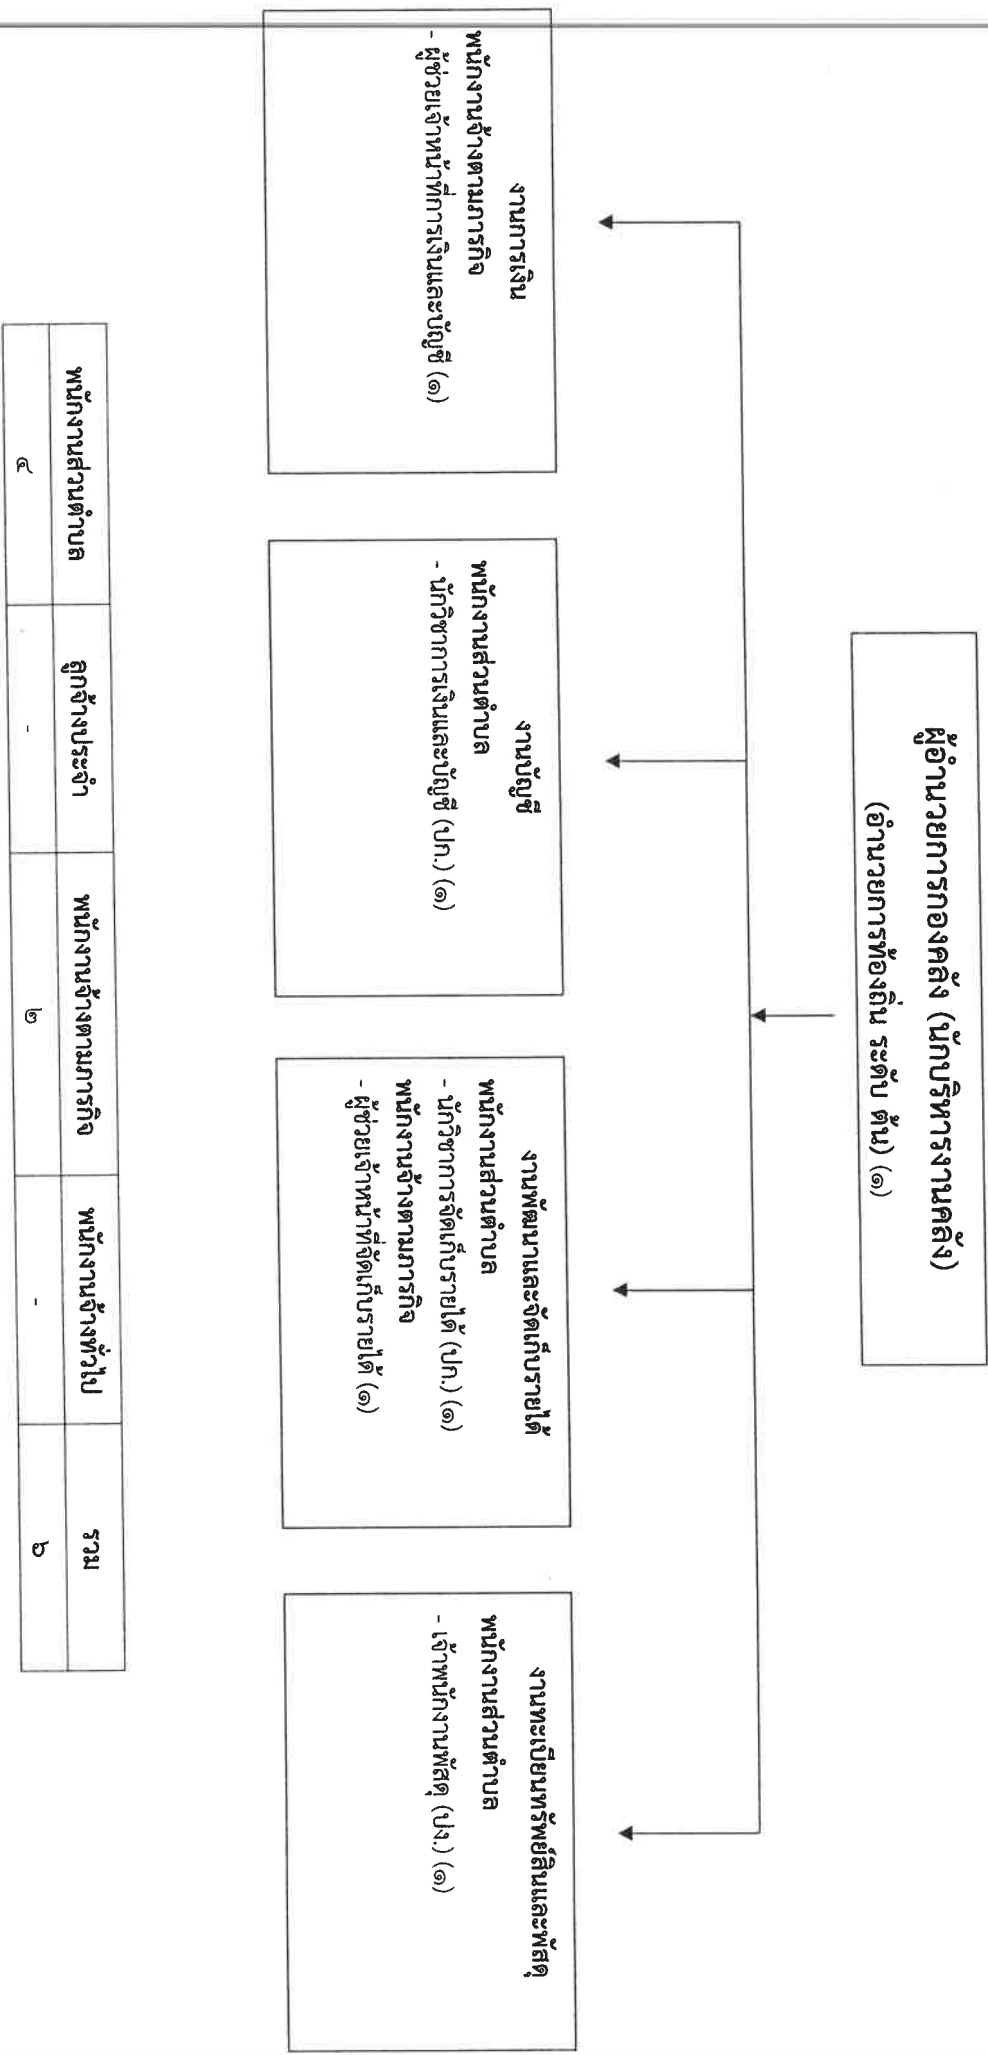 ผู้อำนวยการกองคลัง (นักบริหารงานคลัง)
(อำนวยการท้องถิ่น ระดับ ต้น) (๑)
งานการเงิน
พนักงานจ้างตามภารกิจ
- ผู้ช่วยเจ้าหน้าที่การเงินและบัญชี (๑)
งานบัญชี
พนักงานส่วนตำบล
- นักวิชาการเงินและบัญชี (ปก.) (๑)
งานพัฒนาและจัดเก็บรายได้
พนักงานส่วนตำบล
- นักวิชาการจัดเก็บรายได้ (ปก.) (๑)
พนักงานจ้างตามภารกิจ
- ผู้ช่วยเจ้าหน้าที่จัดเก็บรายได้ (๑)
งานทะเบียนทรัพย์สินและพัสดุ
พนักงานส่วนตำบล
- เจ้าพนักงานพัสดุ (ปง.) (๑)
พนักงานส่วนตำบล ลูกจ้างประจำ พนักงานจ้างตามภารกิจ พนักงานจ้างทั่วไป รวม
๔ - ๒ - ๖